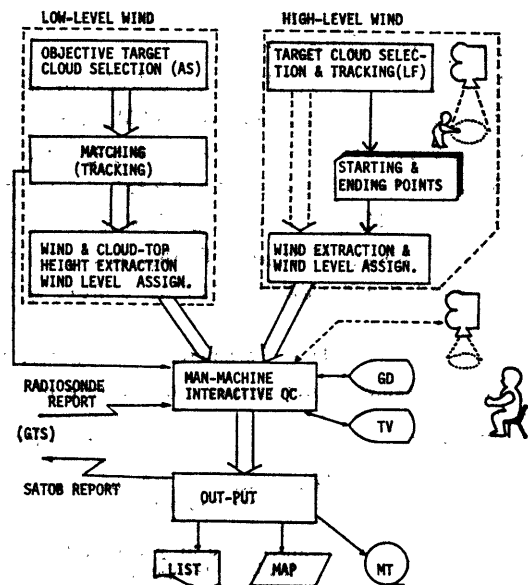 LOW-LEVEL WIND
OBJECTIVE TARGET
CLOUD SELECTION (AS)
MATCHING
(TRACKING)
WIND & CLOUD-TOP
HEIGHT EXTRACTION
WIND LEVEL ASSIGN.
HIGH-LEVEL WIND
TARGET CLOUD SELEC-
TION & TRACKING(LF)
STARTING &
ENDING POINTS
WIND EXTRACTION &
WIND LEVEL ASSIGN.
RADIOSONDE
REPORT
(GTS)
SATOB REPORT
MAN-MACHINE
INTERACTIVE QC
GD
TV
OUT-PUT
LIST
MAP
MT